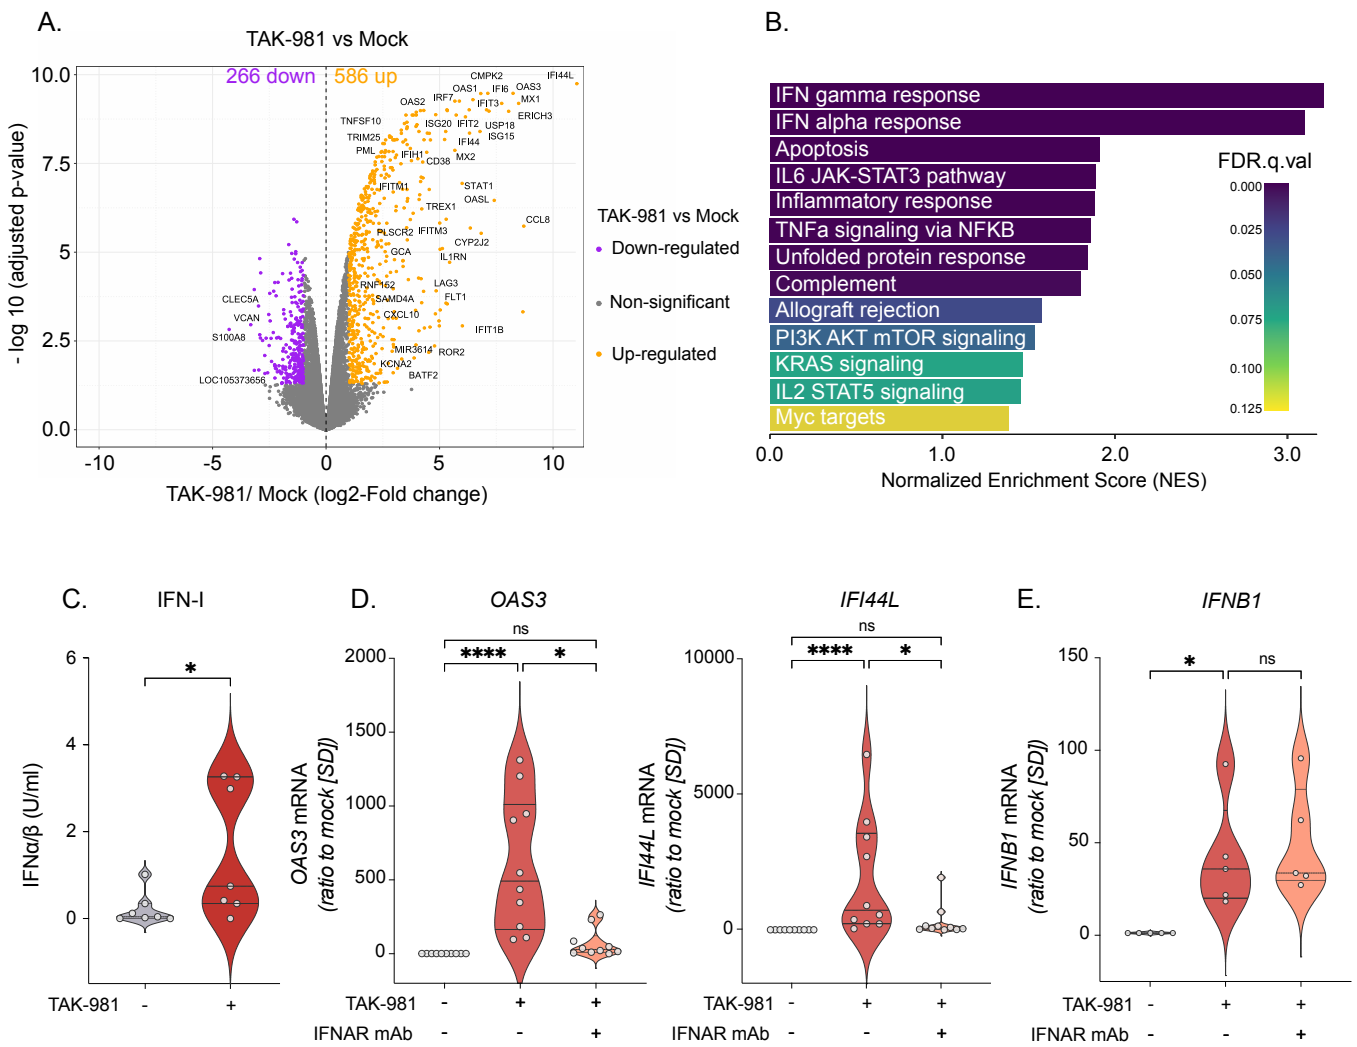 A.
TAK-981 vs Mock
266 down
586 up
- log 10 (adjusted p-value)
10.0
7.5
5
2.5
0.0
CMPK2
IFI44L
OAS1
IFI6
OAS3
IRF7
MX1
OAS2
IFIT3
ERICH3
TNFSF10
ISG20
IFIT2
USP18
TRIM25
IFI44
ISG15
PML
IFIH1
MX2
CD38
IFITM1
STAT1
OASL
TREX1
CCL8
PLSCR2
IFITM3
CYP2J2
GCA
IL1RN
RNF152
LAG3
CLEC5A
SAMD4A
FLT1
VCAN
CXCL10
S100A8
IFIT1B
MIR3614
ROR2
KCNA2
LOC105373656
BATF2
-10
-5
0
5
10
TAK-981/ Mock (log2-Fold change)
TAK-981 vs Mock
Down-regulated
Non-significant
Up-regulated
B.
IFN gamma response
IFN alpha response
Apoptosis
IL6 JAK-STAT3 pathway
Inflammatory response
TNFa signaling via NFKB
Unfolded protein response
Complement
Allograft rejection
PI3K AKT mTOR signaling
KRAS signaling
IL2 STAT5 signaling
Myc targets
0.0
1.0
2.0
3.0
Normalized Enrichment Score (NES)
FDR.q.val
0.000
0.025
0.050
0.075
0.100
0.125
C.
IFN-I
IFNα/β (U/ml)
6
4
2
0
*
TAK-981
-
+
D.
OAS3
OAS3 mRNA
(ratio to mock [SD])
2000
1500
1000
500
0
ns
****
*
TAK-981
-
+
+
IFNAR mAb
-
-
+
IFI44L
IFI44L mRNA
(ratio to mock [SD])
10000
5000
0
ns
****
*
TAK-981
-
+
+
IFNAR mAb
-
-
+
E.
IFNB1
IFNB1 mRNA
(ratio to mock [SD])
150
100
50
0
*
ns
TAK-981
-
+
+
IFNAR mAb
-
-
+